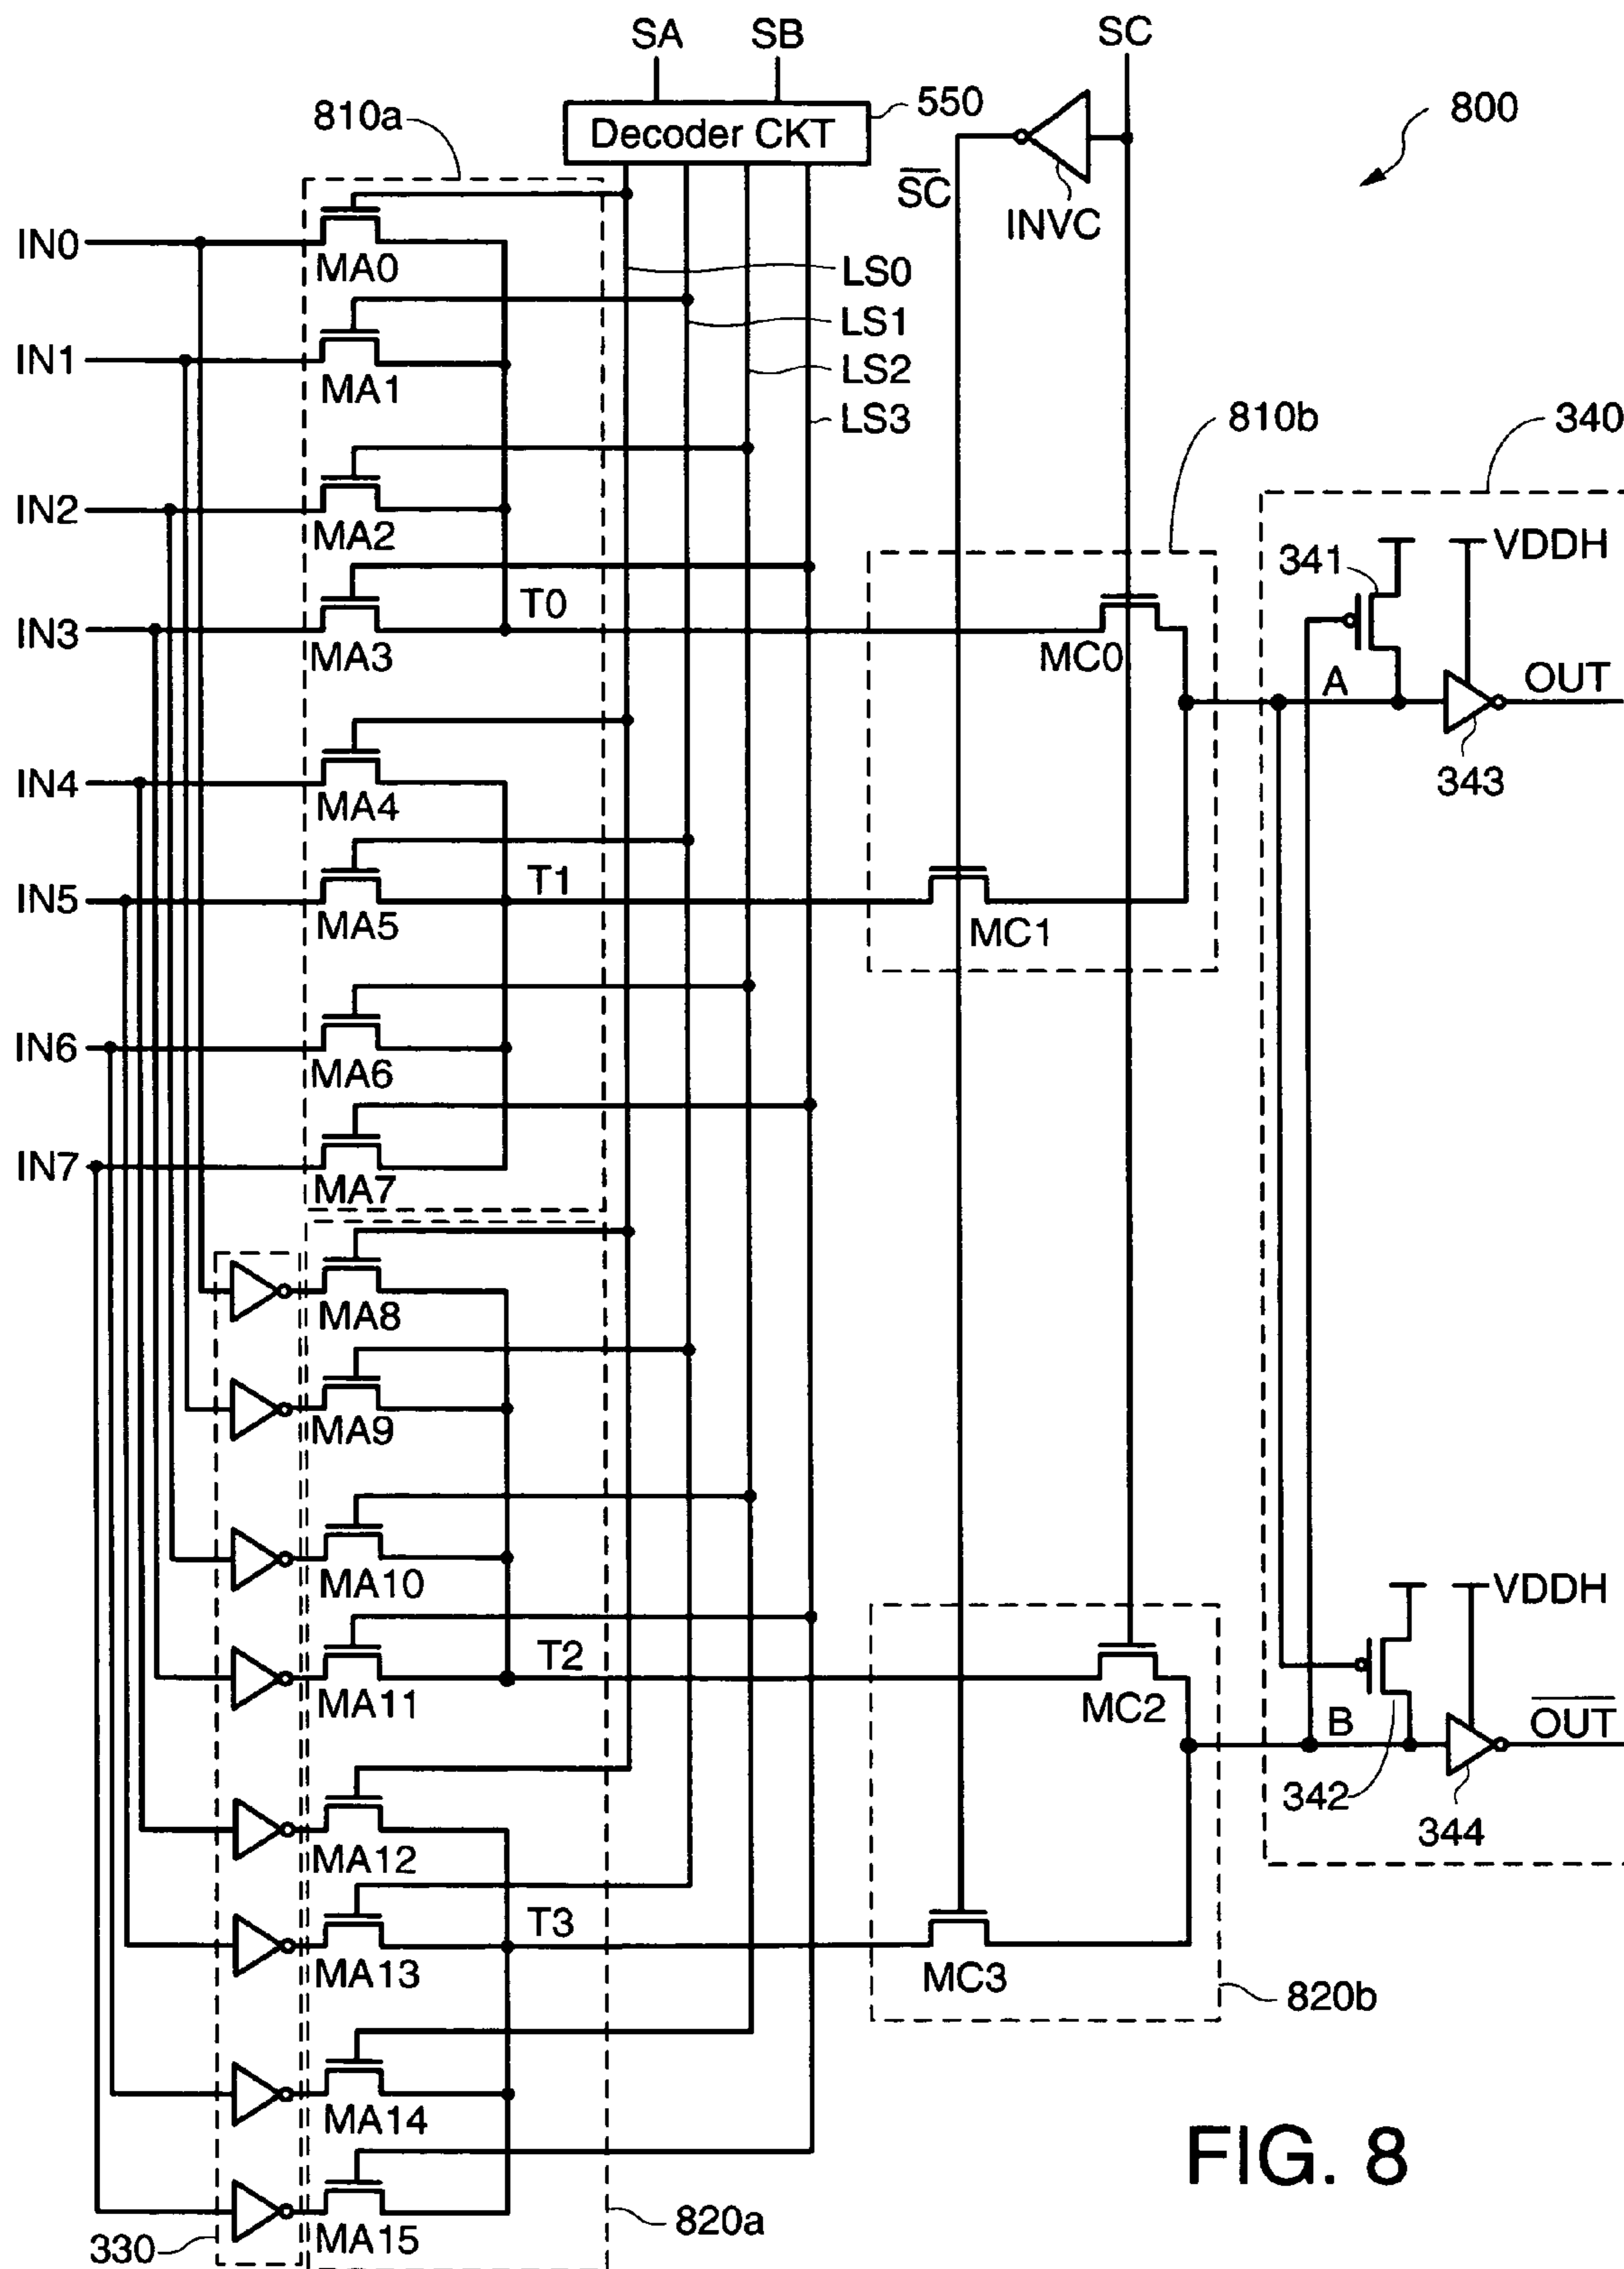 SA SB SC
810a 550 800
Decoder CKT
SC
INVC
IN0 MA0 LS0
IN1 MA1 LS1
LS2
LS3
810b 340
IN2 MA2
341 VDDH
IN3 MA3 T0 MC0
A OUT
343
IN4 MA4
IN5 MA5 T1 MC1
IN6 MA6
IN7 MA7
MA8
MA9
MA10
VDDH
MA11 T2 MC2
B OUT
342
344
MA12
MA13 T3 MC3
820b
MA14
FIG. 8
MA15 820a
330